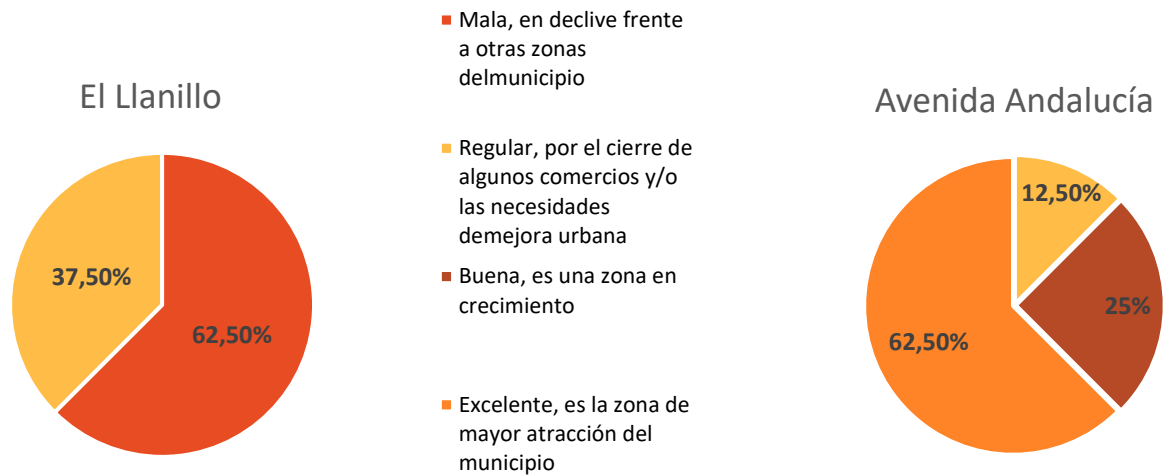 El Llanillo
37,50%
62,50%
Mala, en declive frente
a otras zonas
delmunicipio
Regular, por el cierre de
algunos comercios y/o
las necesidades
demejora urbana
Buena, es una zona en
crecimiento
Excelente, es la zona de
mayor atracción del
municipio
Avenida Andalucía
12,50%
25%
62,50%